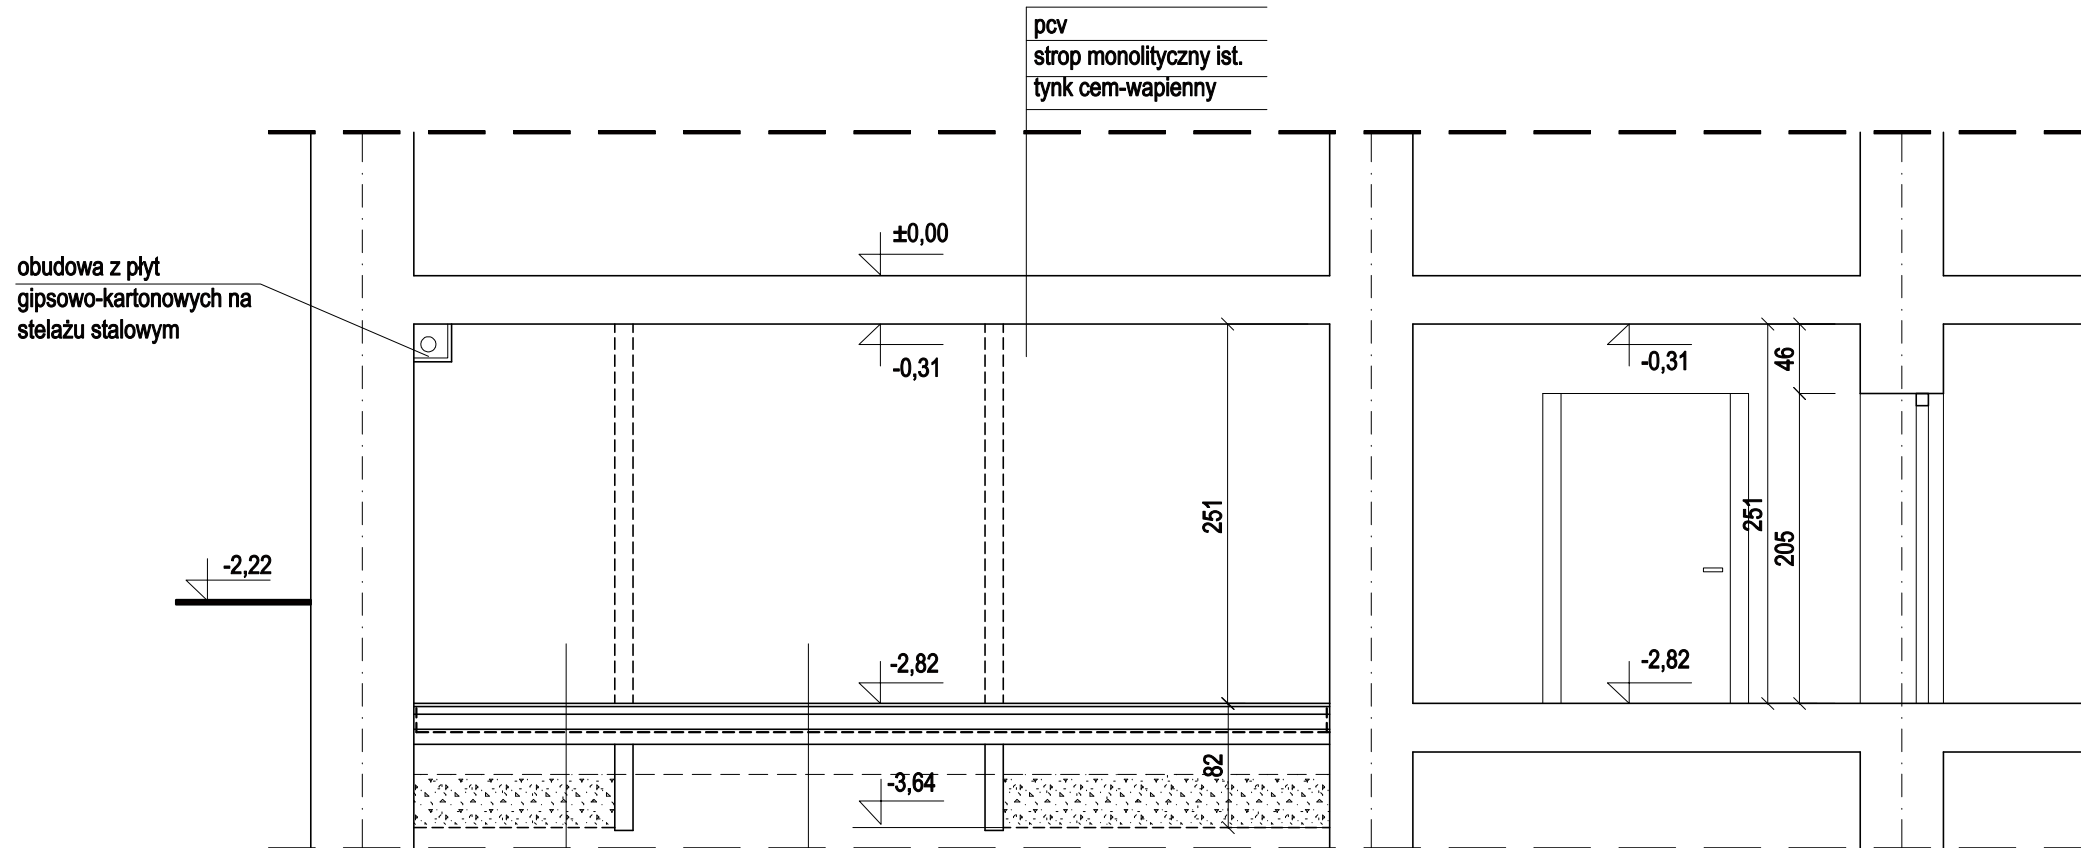 pcv
strop monolityczny ist.
tynk cem-wapienny
±0,00
obudowa z płyt
gipsowo-kartonowych na
stelażu stalowym
-0,31
-0,31
46
251
251
205
-2,22
-2,82
-2,82
82
-3,64